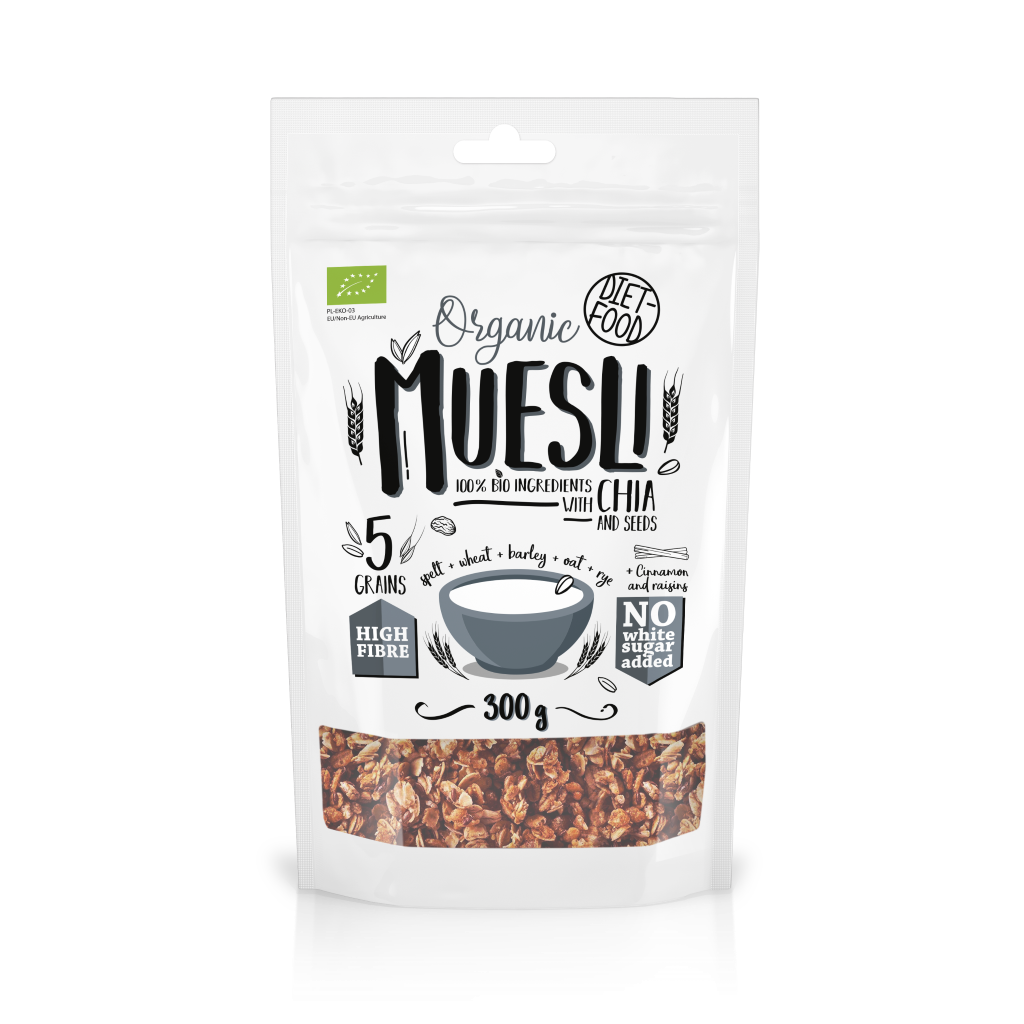 PL-EKO-03
EU/Non-EU Agriculture
DIET-
FOOD
Organic
MUESLI
100% BIO INGREDIENTS
WITH CHIA
AND SEEDS
5
GRAINS
spelt + wheat + barley + oat + rye
+ Cinnamon
and raisins
HIGH
FIBRE
NO
white
sugar
added
300g